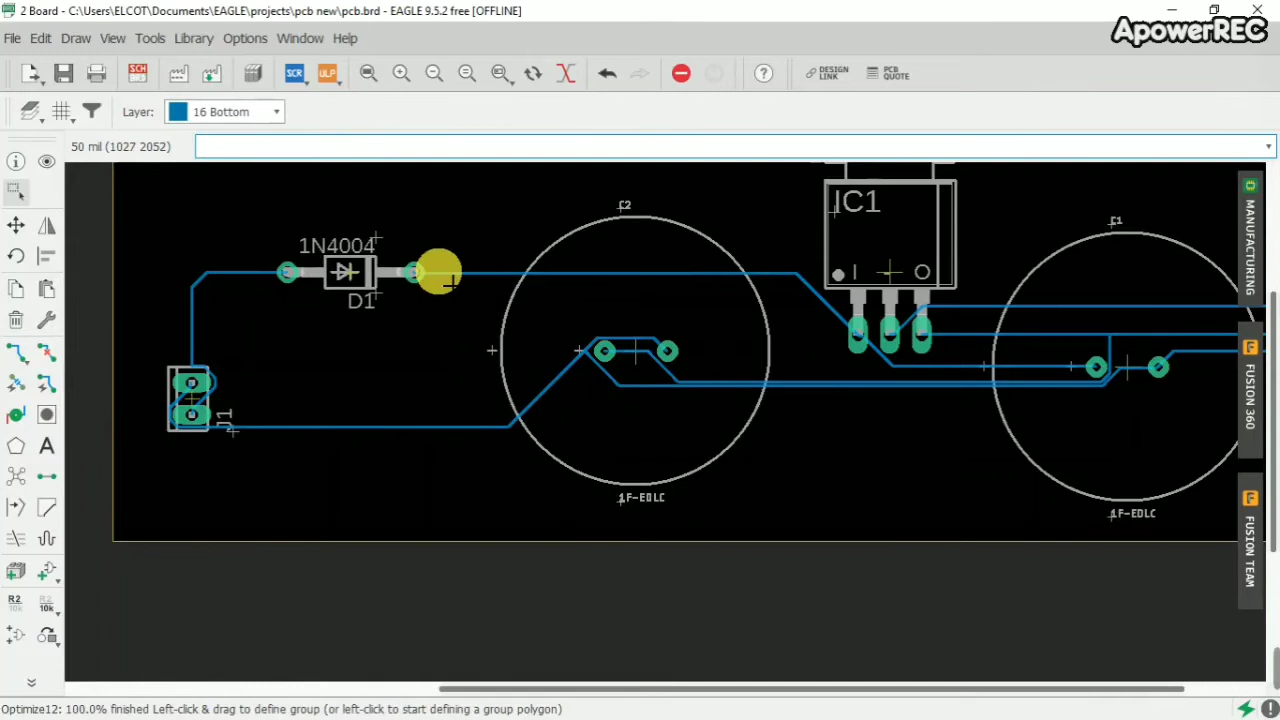 2 Board - C:\Users\ELCOT\Documents\EAGLE\projects\pcb new\pcb.brd - EAGLE 9.5.2 free [OFFLINE]
ApowerREC
File Edit Draw View Tools Library Options Window Help
SCH
SCR
ULP
DESIGN LINK
PCB QUOTE
Layer: 16 Bottom
50 mil (1027 2052)
C2
IC1
C1
1N4004
I
O
D1
J1
1F-EDLC
1F-EDLC
MANUFACTURING
FUSION 360
FUSION TEAM
A
R2
10k
R2
10k
Optimize12: 100.0% finished Left-click & drag to define group (or left-click to start defining a group polygon)